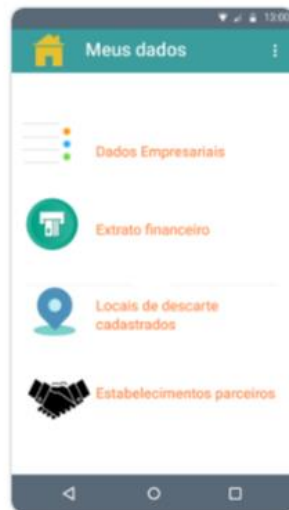 13:00
Meus dados
Dados Empresariais
Extrato financeiro
Locais de descarte
cadastrados
Estabelecimentos parceiros